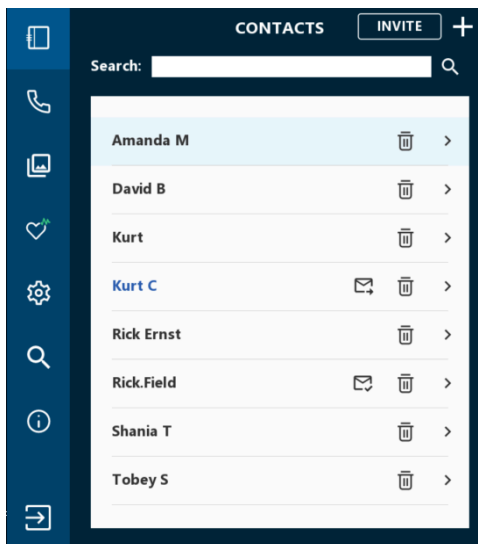 CONTACTS INVITE
Search:
Amanda M
David B
Kurt
Kurt C
Rick Ernst
Rick.Field
Shania T
Tobey S